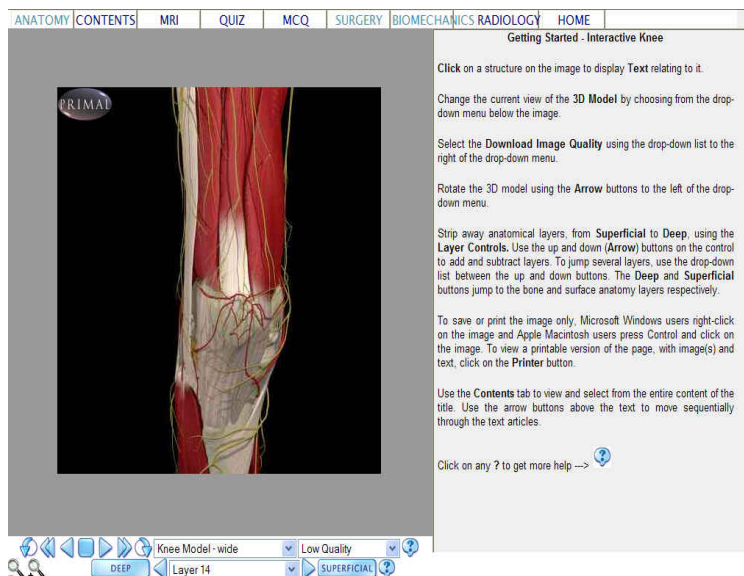 ANATOMY CONTENTS MRI QUIZ MCQ SURGERY BIOMECHANICS RADIOLOGY HOME
PRIMAL
Getting Started - Interactive Knee
Click on a structure on the image to display Text relating to it.
Change the current view of the 3D Model by choosing from the drop-
down menu below the image.
Select the Download Image Quality using the drop-down list to the
right of the drop-down menu.
Rotate the 3D model using the Arrow buttons to the left of the drop-
down menu.
Strip away anatomical layers, from Superficial to Deep, using the
Layer Controls. Use the up and down (Arrow) buttons on the control
to add and subtract layers. To jump several layers, use the drop-down
list between the up and down buttons. The Deep and Superficial
buttons jump to the bone and surface anatomy layers respectively.
To save or print the image only, Microsoft Windows users right-click
on the image and Apple Macintosh users press Control and click on
the image. To view a printable version of the page, with image(s) and
text, click on the Printer button.
Use the Contents tab to view and select from the entire content of the
title. Use the arrow buttons above the text to move sequentially
through the text articles.
Click on any ? to get more help ---> ?
Knee Model - wide Low Quality ?
DEEP Layer 14 SUPERFICIAL ?